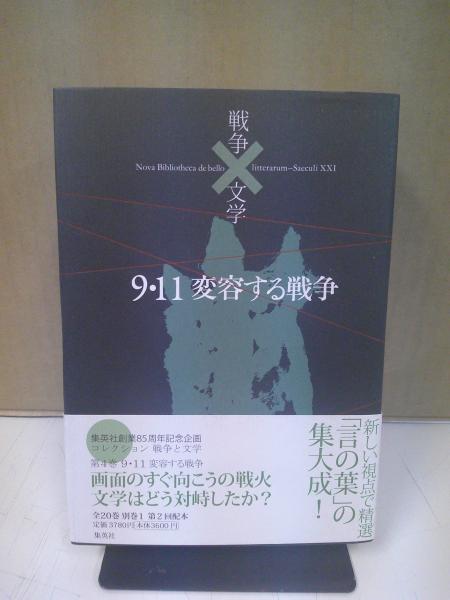 戦争
×
文学
Nova Bibliotheca de bello litterarum–Saeculi XXI
9・11 変容する戦争
新しい視点で精選
「言の葉」の
集大成！
集英社創業85周年記念企画
コレクション 戦争と文学
第4巻 9・11 変容する戦争
画面のすぐ向こうの戦火
文学はどう対峙したか？
全20巻 別巻1 第2回配本
定価3780円[本体3600円]
集英社